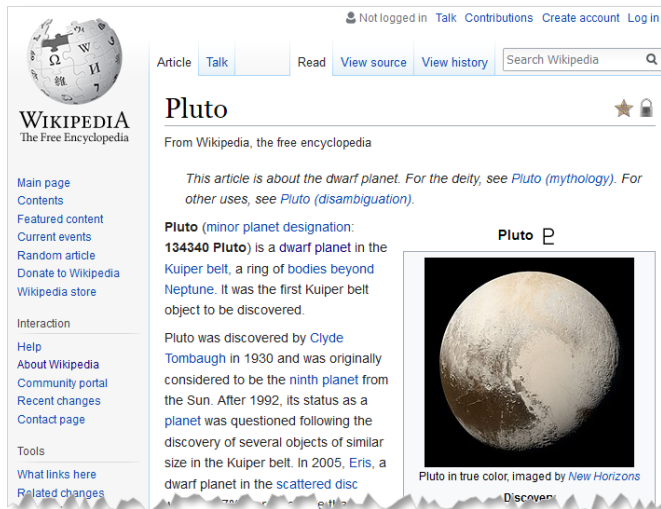 Not logged in Talk Contributions Create account Log in
Article Talk Read View source View history Search Wikipedia
WIKIPEDIA
The Free Encyclopedia
Main page
Contents
Featured content
Current events
Random article
Donate to Wikipedia
Wikipedia store
Interaction
Help
About Wikipedia
Community portal
Recent changes
Contact page
Tools
What links here
Related changes
Pluto
From Wikipedia, the free encyclopedia
This article is about the dwarf planet. For the deity, see Pluto (mythology). For
other uses, see Pluto (disambiguation).
Pluto (minor planet designation:
134340 Pluto) is a dwarf planet in the
Kuiper belt, a ring of bodies beyond
Neptune. It was the first Kuiper belt
object to be discovered.
Pluto was discovered by Clyde
Tombaugh in 1930 and was originally
considered to be the ninth planet from
the Sun. After 1992, its status as a
planet was questioned following the
discovery of several objects of similar
size in the Kuiper belt. In 2005, Eris, a
dwarf planet in the scattered disc
Pluto ♇
Pluto in true color, imaged by New Horizons
Discovery